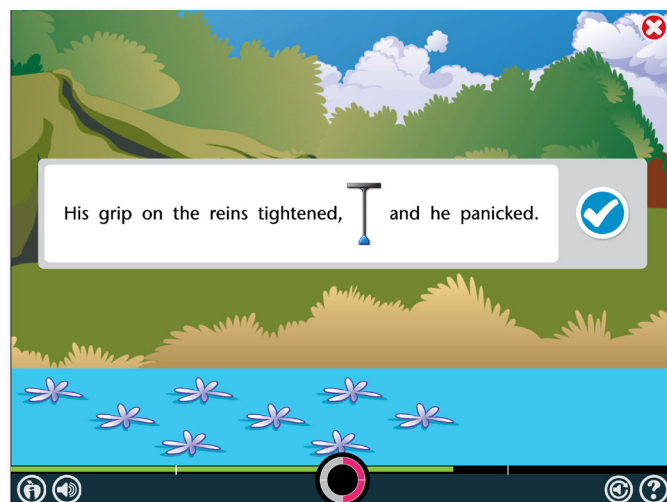 His grip on the reins tightened, and he panicked.